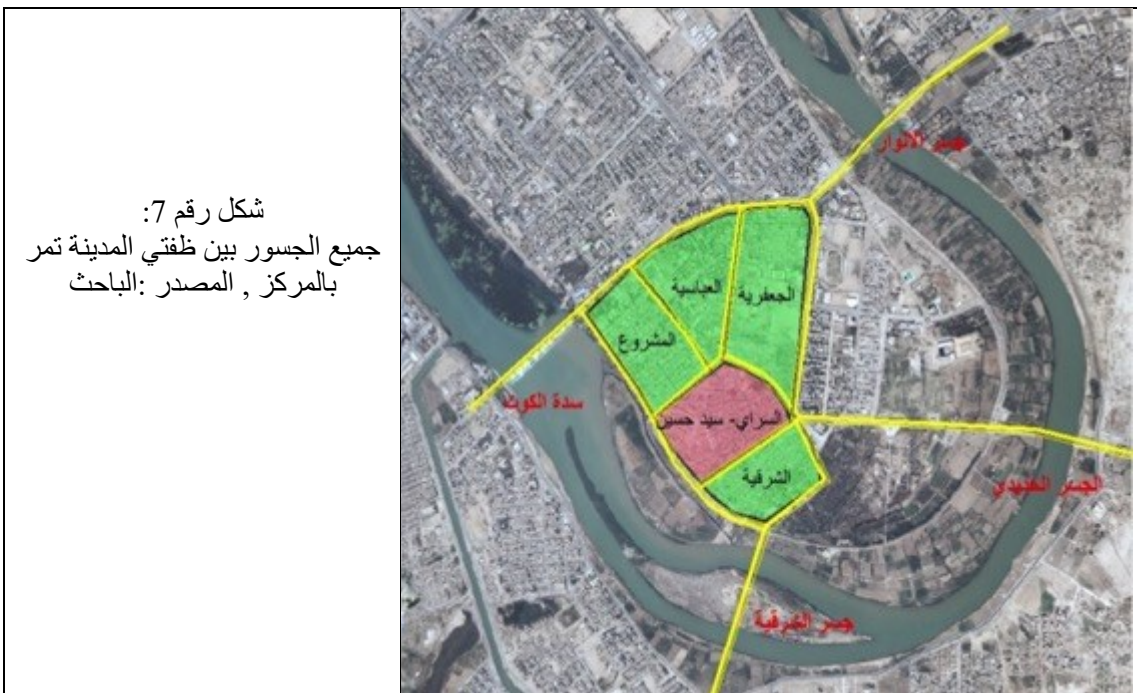 شكل رقم 7:
جميع الجسور بين ظفتي المدينة تمر
بالمركز , المصدر :الباحث
جسر الانوار
الجعفرية
العباسية
المشروع
سدة الكوت
السراي- سيد حسين
الشرقية
الجسر الحديدي
جسر الشرقية